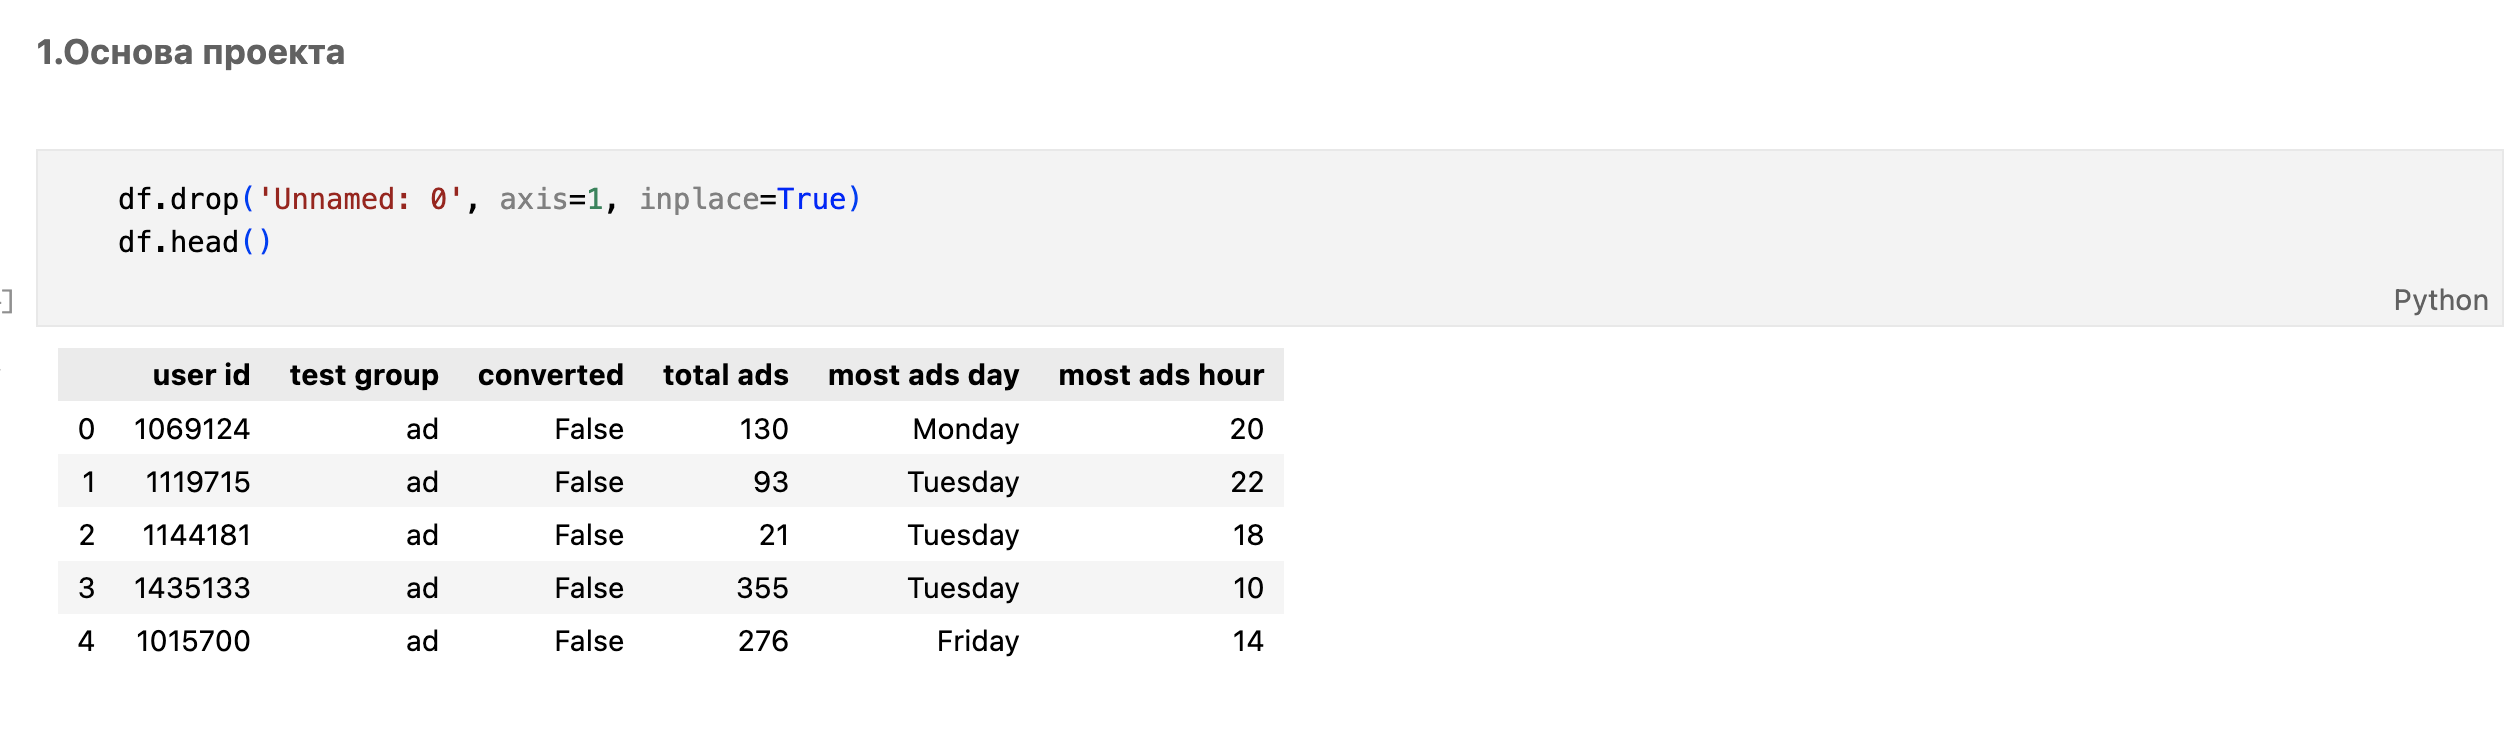 1.Основа проекта
df.drop('Unnamed: 0', axis=1, inplace=True)
df.head()
]
Python
user id test group converted total ads most ads day most ads hour
0 1069124 ad False 130 Monday 20
1 1119715 ad False 93 Tuesday 22
2 1144181 ad False 21 Tuesday 18
3 1435133 ad False 355 Tuesday 10
4 1015700 ad False 276 Friday 14